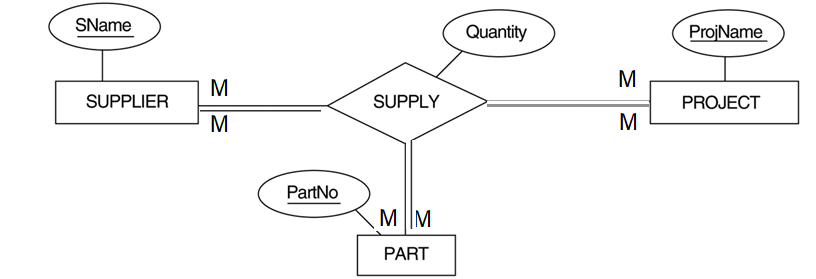 SName
Quantity
ProjName
SUPPLIER
M
M
SUPPLY
M
M
PROJECT
PartNo
M
M
PART